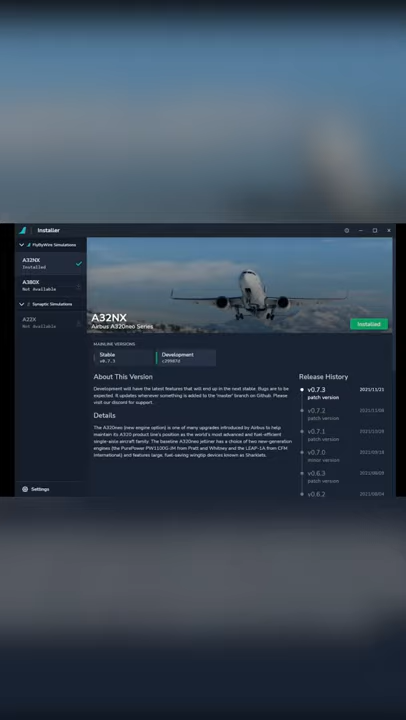 Installer
FlyByWire Simulations
A32NX
Installed
A380X
Not Available
Synaptic Simulations
A22X
Not Available
Settings
A32NX
Airbus A320neo Series
Installed
MAINLINE VERSIONS
Stable
v0.7.3
Development
About This Version
Development will have the latest features that will end up in the next stable. Bugs are to be
expected. It updates whenever something is added to the "master" branch on Github. Please
visit our discord for support.
Details
The A320neo (new engine option) is one of many upgrades introduced by Airbus to help
maintain its A320 product line's position as the world's most advanced and fuel-efficient
single-aisle aircraft family. The baseline A320neo jetliner has a choice of two new-generation
engines (the PurePower PW1100G-JM from Pratt and Whitney and the LEAP-1A from CFM
International) and features large, fuel-saving wingtip devices known as Sharklets.
Release History
v0.7.3 2021/11/21
patch version
v0.7.2
patch version
v0.7.1
patch version
v0.7.0
minor version
v0.6.3
patch version
v0.6.2